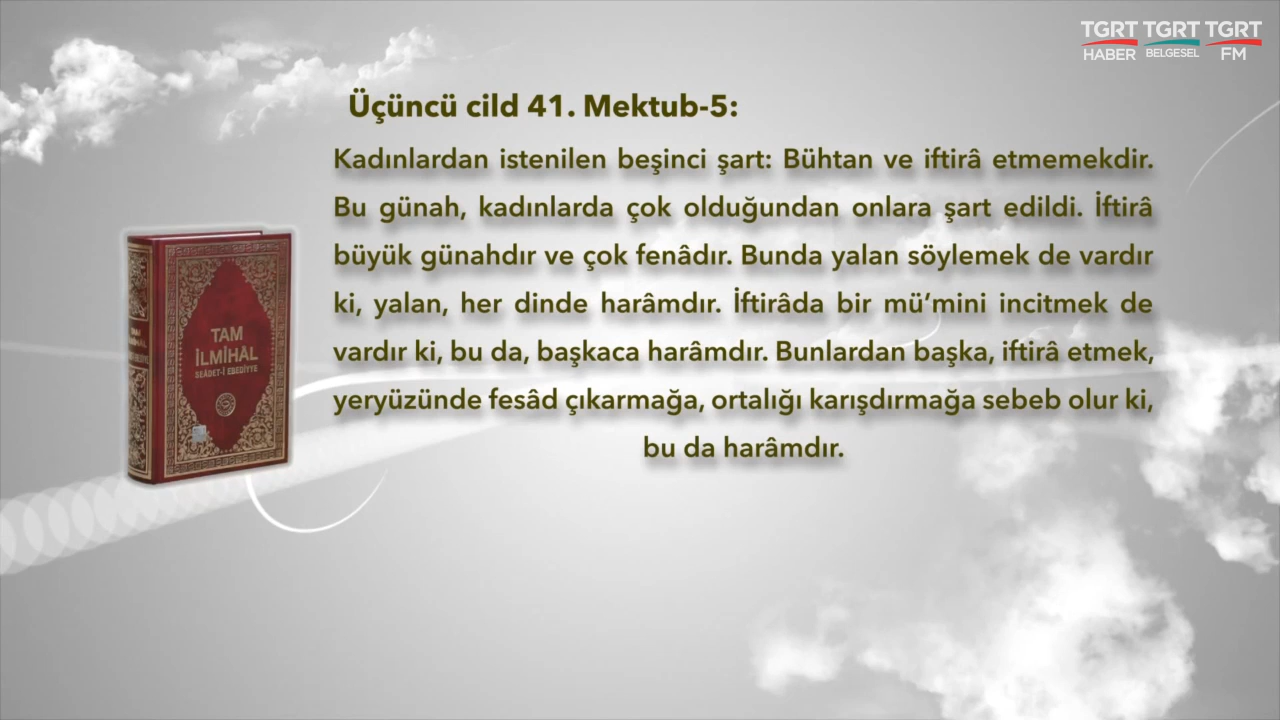 TGRT TGRT TGRT
HABER BELGESEL FM
Üçüncü cild 41. Mektub-5:
Kadınlardan istenilen beşinci şart: Bühtan ve iftirâ etmemekdir.
Bu günah, kadınlarda çok olduğundan onlara şart edildi. İftirâ
büyük günahdır ve çok fenâdır. Bunda yalan söylemek de vardır
ki, yalan, her dinde harâmdır. İftirâda bir mü’mini incitmek de
vardır ki, bu da, başkaca harâmdır. Bunlardan başka, iftirâ etmek,
yeryüzünde fesâd çıkarmağa, ortalığı karışdırmağa sebeb olur ki,
bu da harâmdır.
TAM
İLMİHÂL
SEÂDET-İ EBEDİYYE